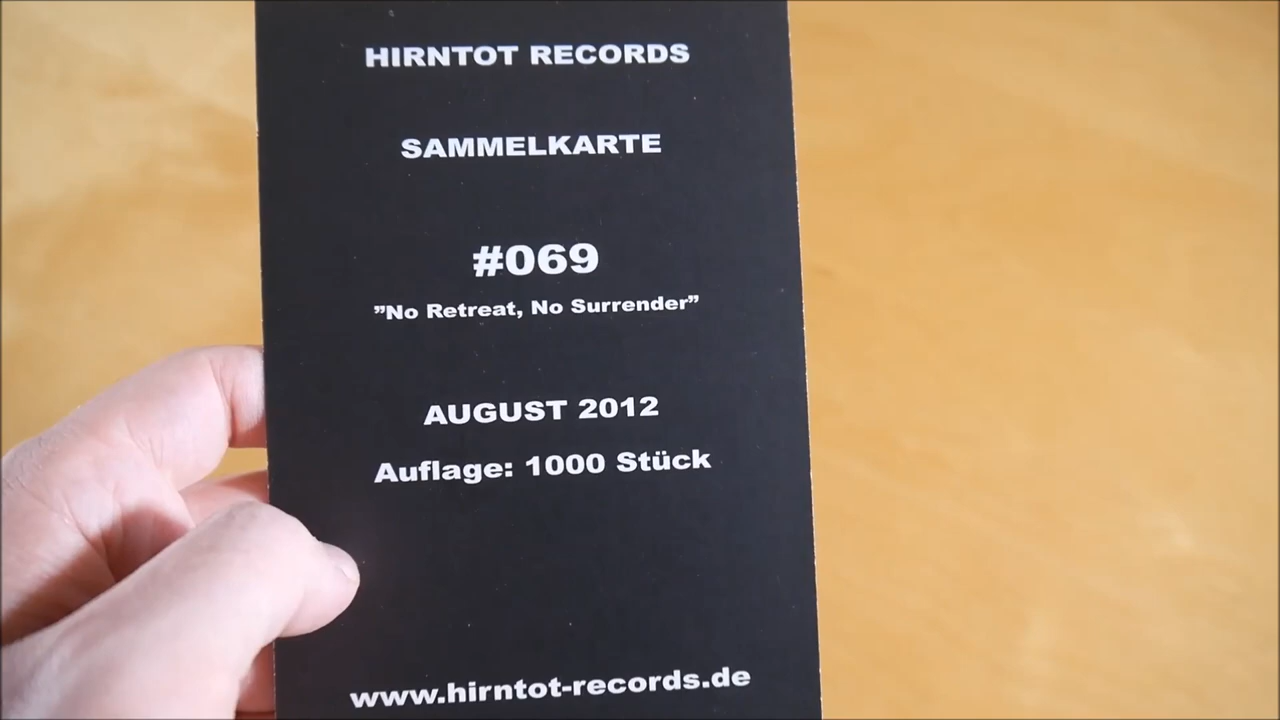 HIRNTOT RECORDS
SAMMELKARTE
#069
”No Retreat, No Surrender”
AUGUST 2012
Auflage: 1000 Stück
www.hirntot-records.de